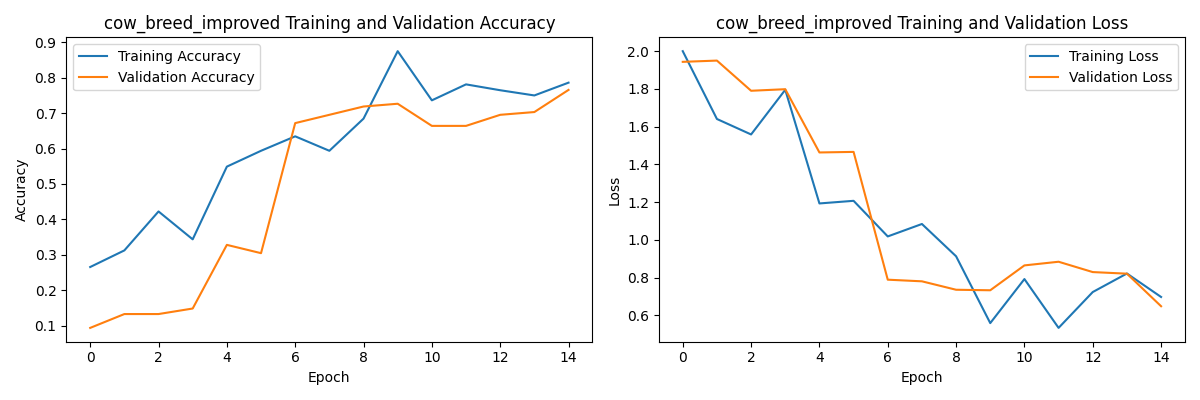 cow_breed_improved Training and Validation Accuracy
Training Accuracy
Validation Accuracy
Accuracy
0.9
0.8
0.7
0.6
0.5
0.4
0.3
0.2
0.1
0 2 4 6 8 10 12 14
Epoch
cow_breed_improved Training and Validation Loss
Training Loss
Validation Loss
Loss
2.0
1.8
1.6
1.4
1.2
1.0
0.8
0.6
0 2 4 6 8 10 12 14
Epoch